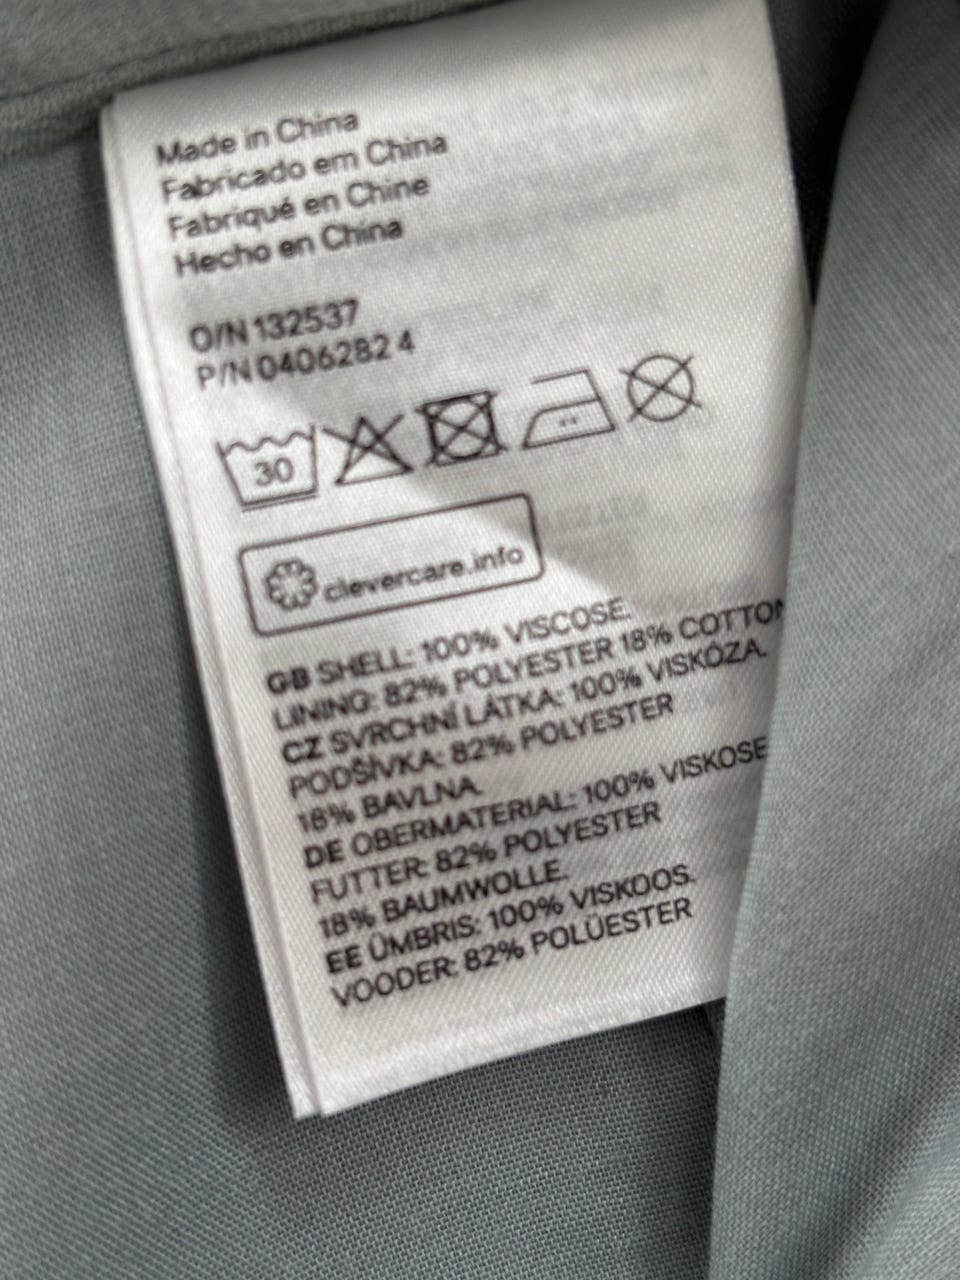 Made in China
Fabricado em China
Fabriqué en Chine
Hecho en China
O/N 132537
P/N 0406282 4
30
clevercare.info
GB SHELL: 100% VISCOSE.
LINING: 82% POLYESTER 18% COTTON
CZ SVRCHNÍ LÁTKA: 100% VISKÓZA.
PODŠÍVKA: 82% POLYESTER
18% BAVLNA.
DE OBERMATERIAL: 100% VISKOSE
FUTTER: 82% POLYESTER
18% BAUMWOLLE.
EE ÜMBRIS: 100% VISKOOS.
VOODER: 82% POLÜESTER